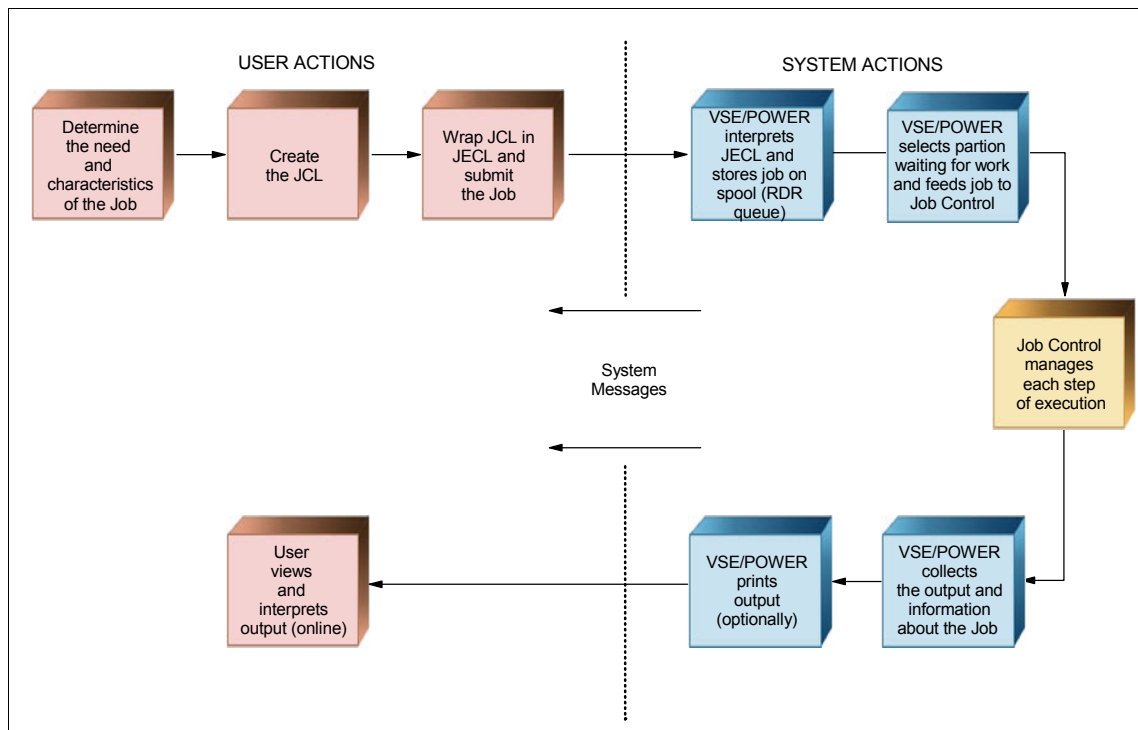 USER ACTIONS
SYSTEM ACTIONS
Determine
the need
and
characteristics
of the Job
Create
the JCL
Wrap JCL in
JECL and
submit
the Job
VSE/POWER
interprets
JECL and
stores job on
spool (RDR
queue)
VSE/POWER
selects partion
waiting for work
and feeds job to
Job Control
Job Control
manages
each step
of execution
System
Messages
User
views
and
interprets
output (online)
VSE/POWER
prints
output
(optionally)
VSE/POWER
collects
the output and
information
about the Job